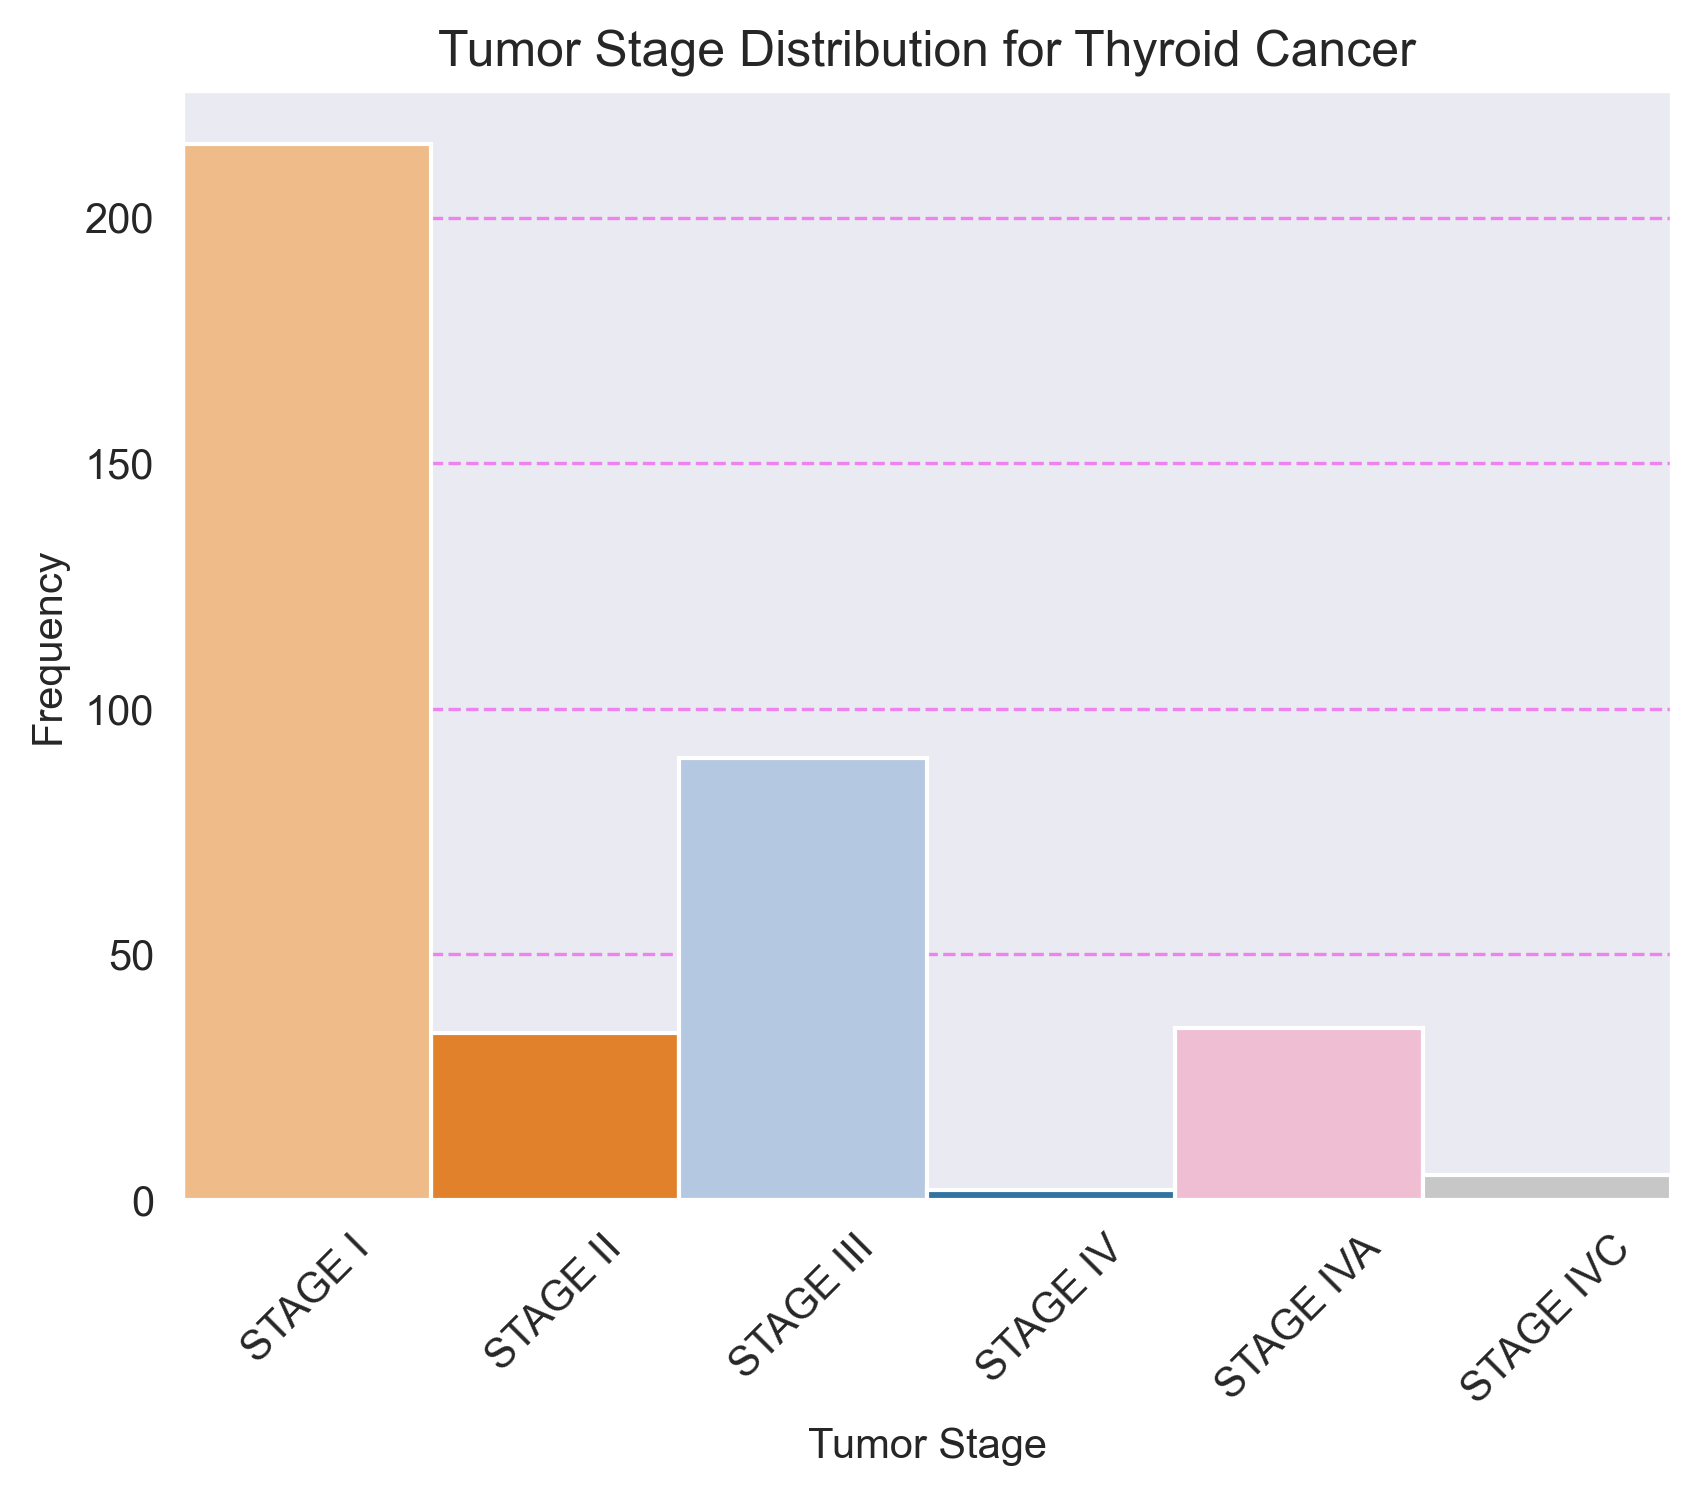 Tumor Stage Distribution for Thyroid Cancer
Frequency
200
150
100
50
0
STAGE I
STAGE II
STAGE III
STAGE IV
STAGE IVA
STAGE IVC
Tumor Stage